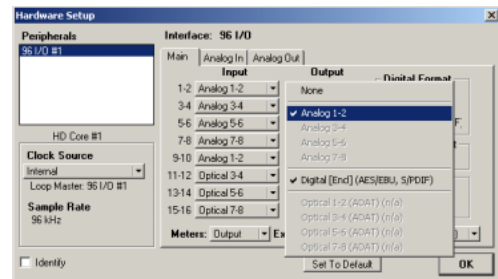 Hardware Setup
Peripherals
96 I/O #1
HD Core #1
Clock Source
Internal
Loop Master: 96 I/O #1
Sample Rate
96 kHz
Identify
Interface: 96 I/O
Main Analog In Analog Out
Input Output Digital Format
1-2 Analog 1-2
3-4 Analog 3-4
5-6 Analog 5-6
7-8 Analog 7-8
9-10 Analog 1-2
11-12 Optical 3-4
13-14 Optical 5-6
15-16 Optical 7-8
Meters: Output Ex
None
Analog 1-2
Analog 3-4
Analog 5-6
Analog 7-8
Digital [Encl] (AES/EBU, S/PDIF)
Optical 1-2 (ADAT) (n/a)
Optical 3-4 (ADAT) (n/a)
Optical 5-6 (ADAT) (n/a)
Optical 7-8 (ADAT) (n/a)
Set To Default
OK